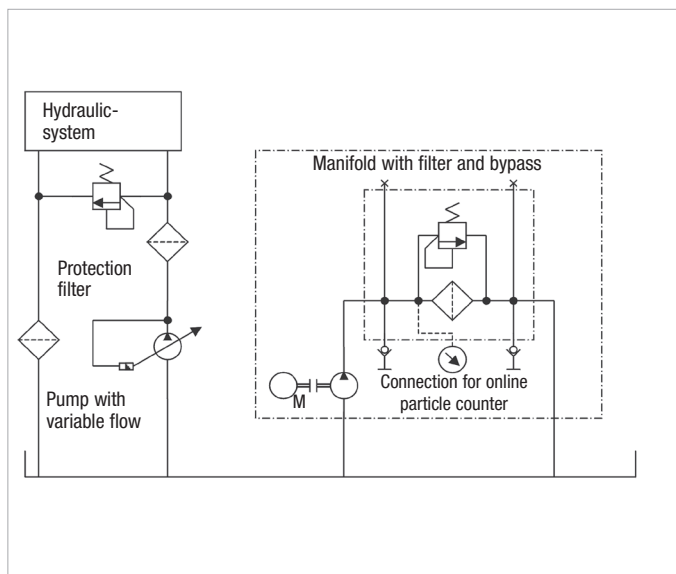 Hydraulic-
system
Manifold with filter and bypass
Protection
filter
Pump with
variable flow
M
Connection for online
particle counter